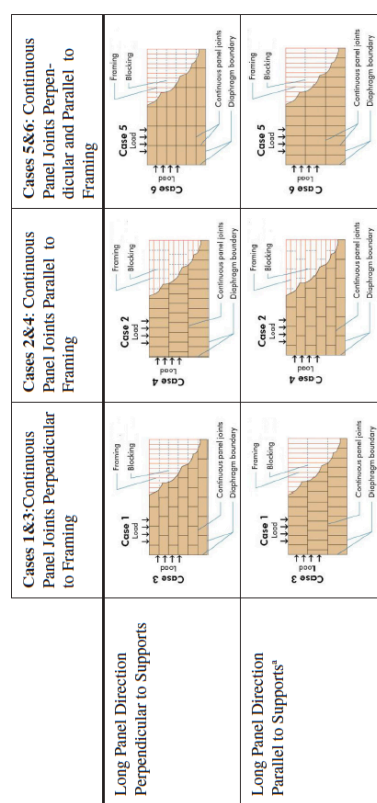 Cases 1&3:Continuous
Panel Joints Perpendicular
to Framing
Cases 2&4: Continuous
Panel Joints Parallel to
Framing
Cases 5&6: Continuous
Panel Joints Perpen-
dicular and Parallel to
Framing
Long Panel Direction
Perpendicular to Supports
Case 1
Load
Framing
Blocking
Case 3
Load
Continuous panel joints
Diaphragm boundary
Case 2
Load
Framing
Blocking
Case 4
Load
Continuous panel joints
Diaphragm boundary
Case 5
Load
Framing
Blocking
Case 6
Load
Continuous panel joints
Diaphragm boundary
Long Panel Direction
Parallel to Supportsᵃ
Case 1
Load
Framing
Blocking
Case 3
Load
Continuous panel joints
Diaphragm boundary
Case 2
Load
Framing
Blocking
Case 4
Load
Continuous panel joints
Diaphragm boundary
Case 5
Load
Framing
Blocking
Case 6
Load
Continuous panel joints
Diaphragm boundary